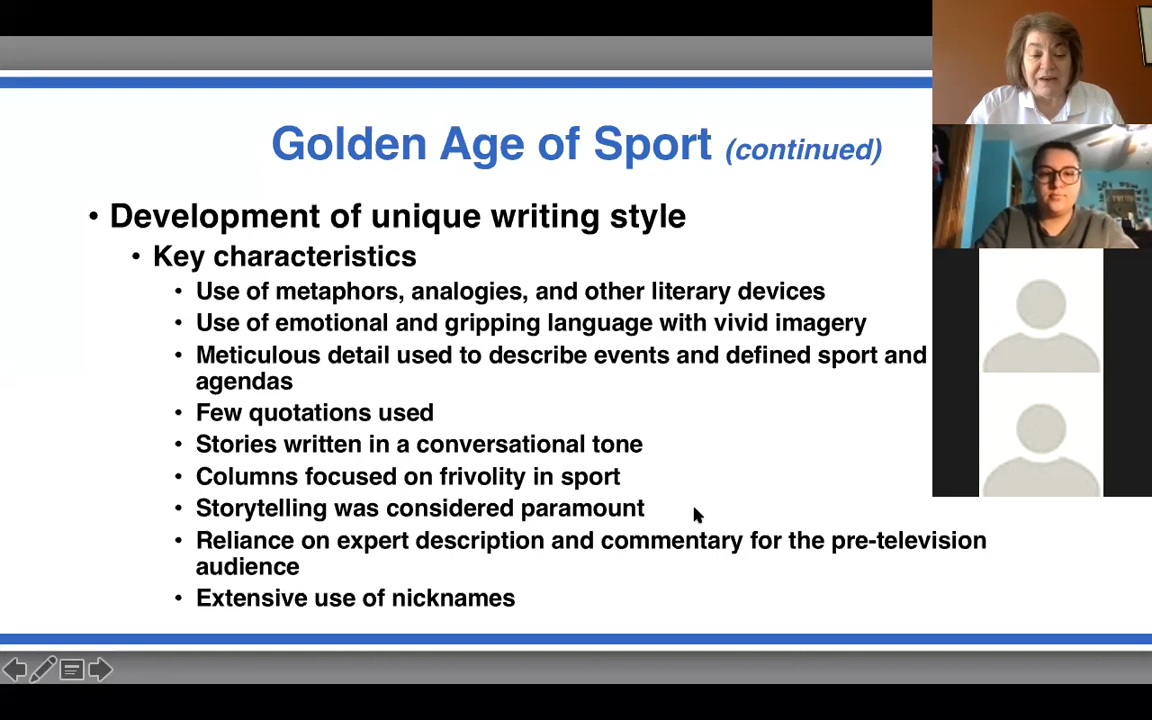 Golden Age of Sport (continued)
• Development of unique writing style
• Key characteristics
• Use of metaphors, analogies, and other literary devices
• Use of emotional and gripping language with vivid imagery
• Meticulous detail used to describe events and defined sport and
agendas
• Few quotations used
• Stories written in a conversational tone
• Columns focused on frivolity in sport
• Storytelling was considered paramount
• Reliance on expert description and commentary for the pre-television
audience
• Extensive use of nicknames